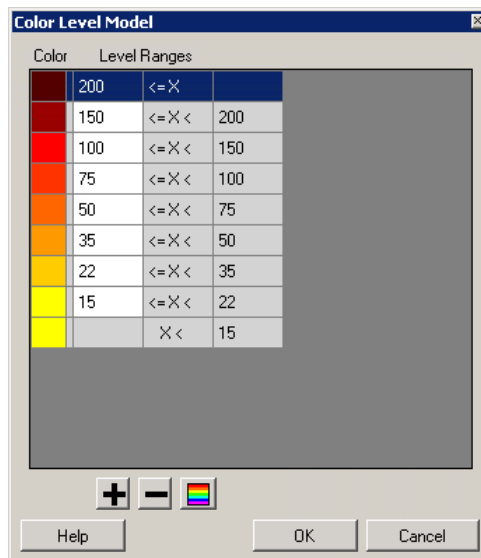 Color Level Model
Color Level Ranges
200 <=X
150 <=X < 200
100 <=X < 150
75 <=X < 100
50 <=X < 75
35 <=X < 50
22 <=X < 35
15 <=X < 22
X < 15
Help OK Cancel